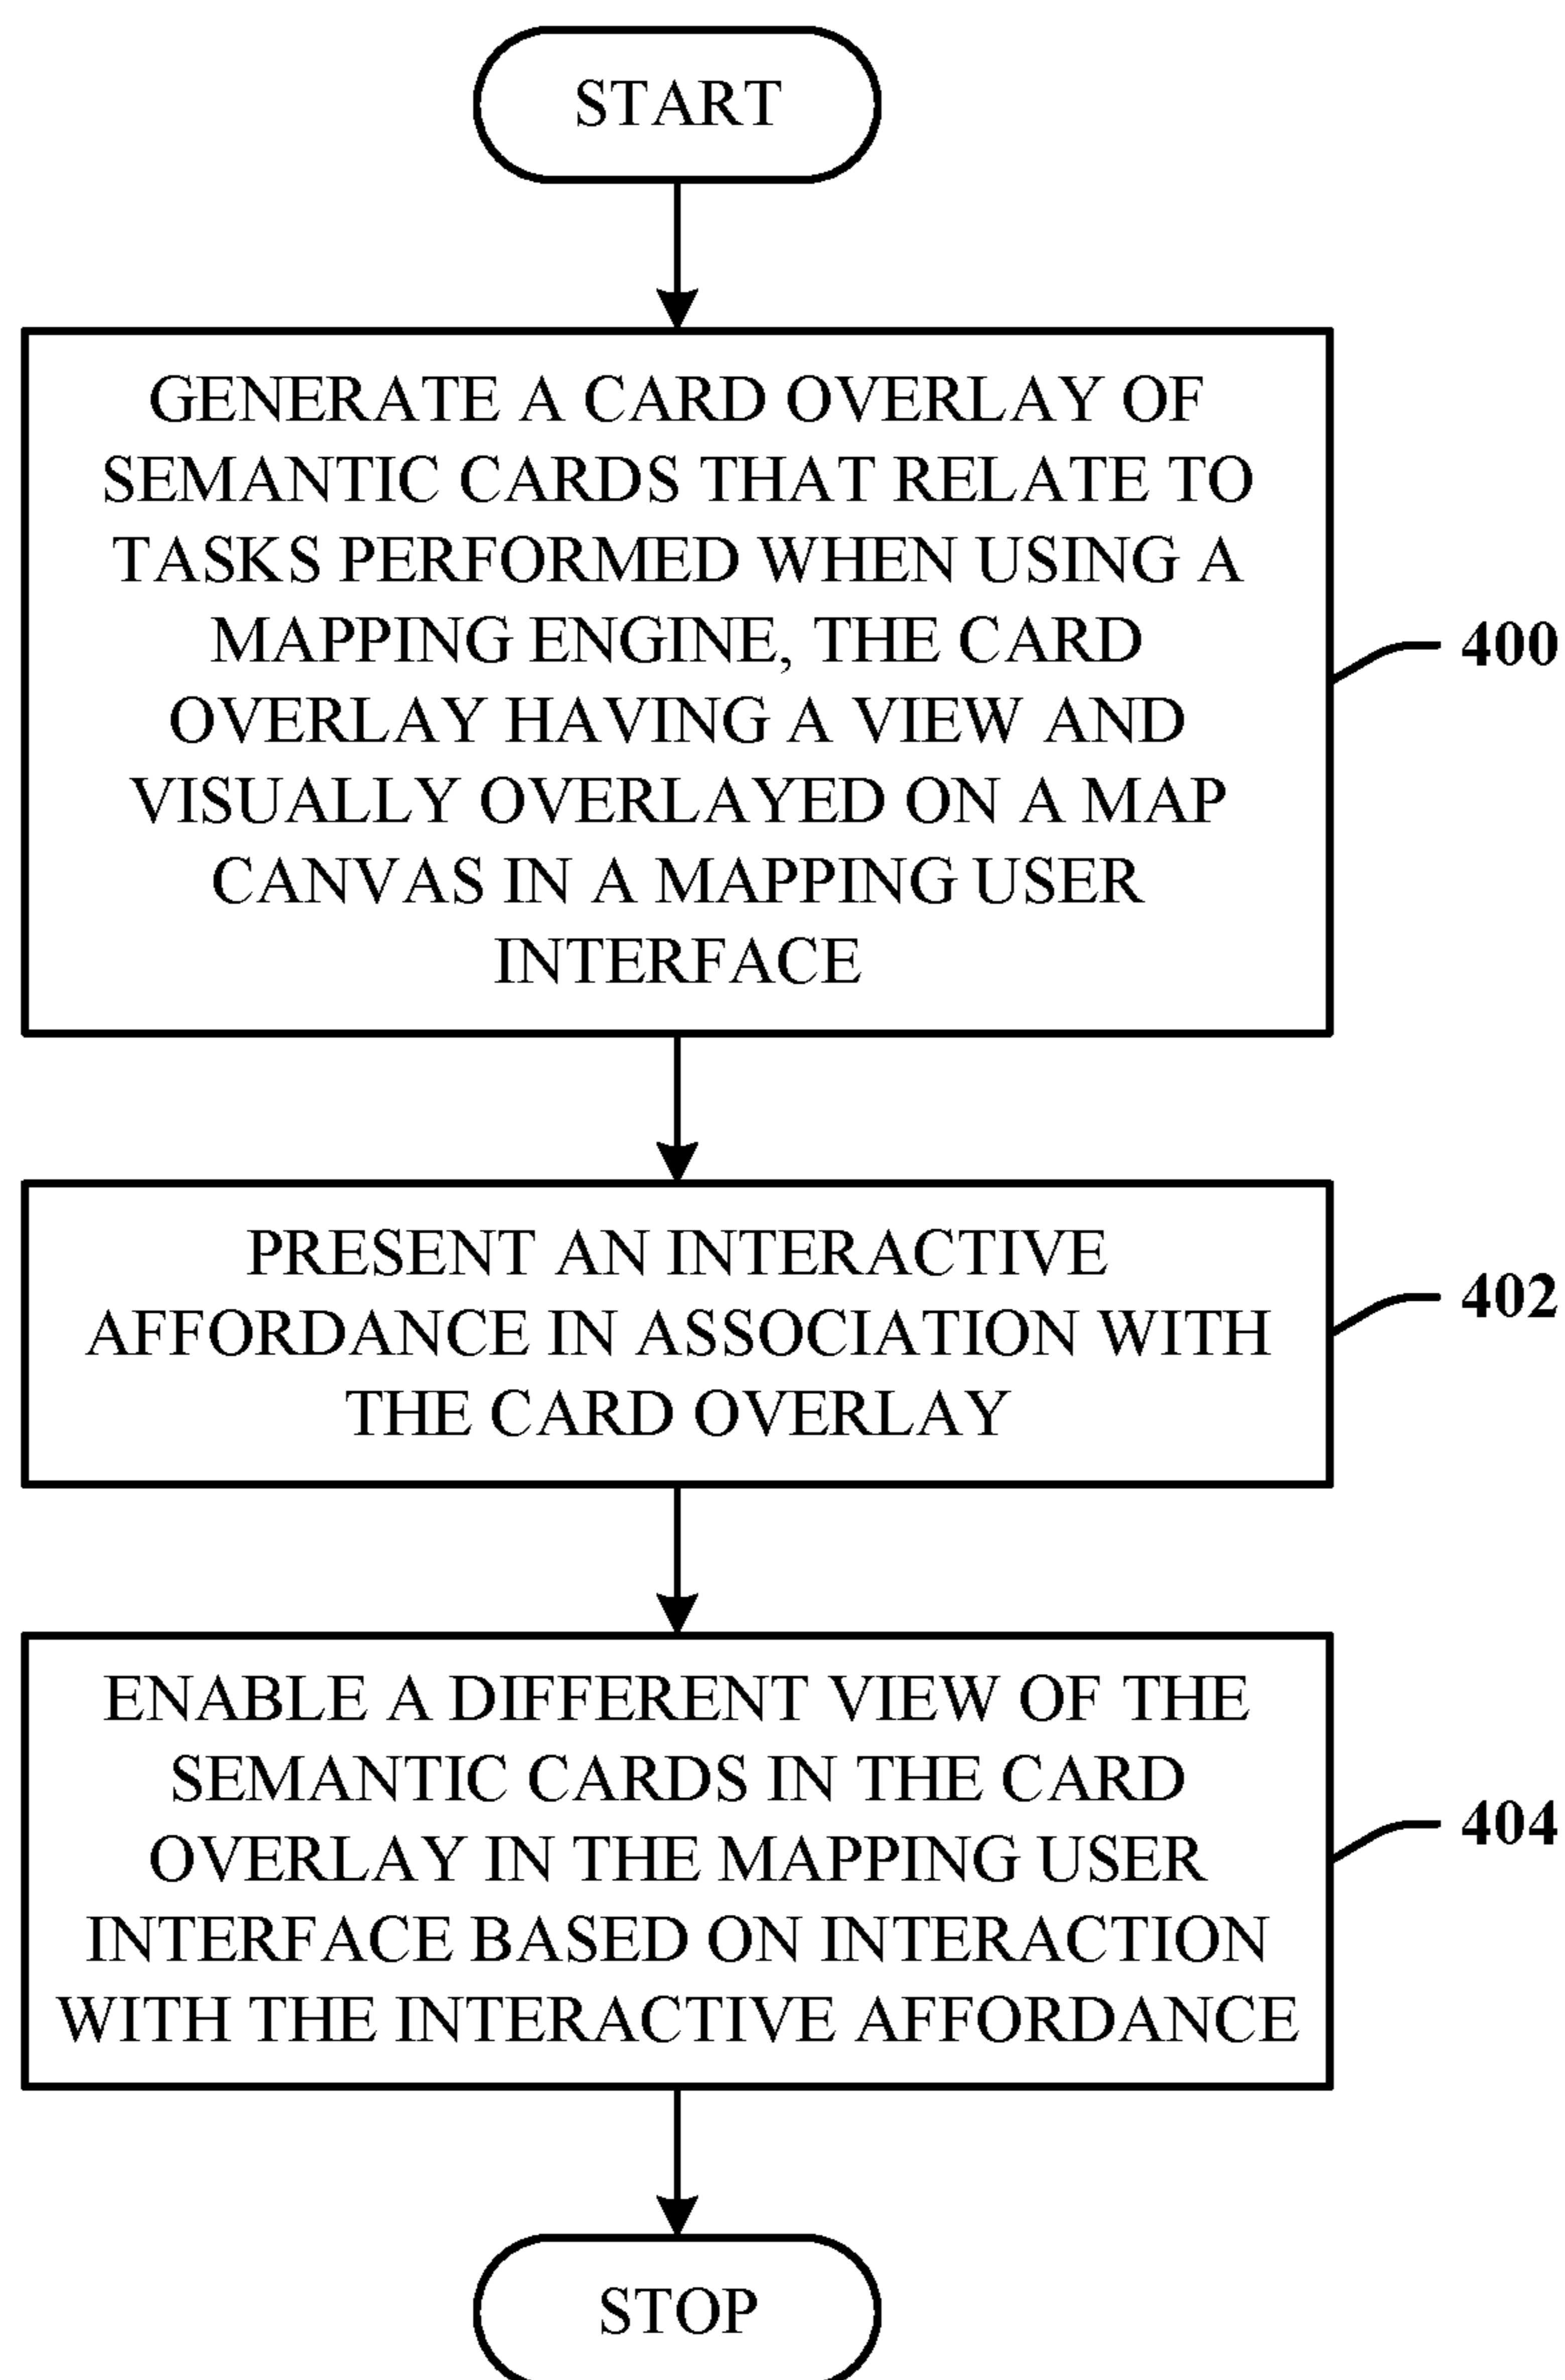 START
GENERATE A CARD OVERLAY OF
SEMANTIC CARDS THAT RELATE TO
TASKS PERFORMED WHEN USING A
MAPPING ENGINE, THE CARD
OVERLAY HAVING A VIEW AND
VISUALLY OVERLAYED ON A MAP
CANVAS IN A MAPPING USER
INTERFACE
400
PRESENT AN INTERACTIVE
AFFORDANCE IN ASSOCIATION WITH
THE CARD OVERLAY
402
ENABLE A DIFFERENT VIEW OF THE
SEMANTIC CARDS IN THE CARD
OVERLAY IN THE MAPPING USER
INTERFACE BASED ON INTERACTION
WITH THE INTERACTIVE AFFORDANCE
404
STOP